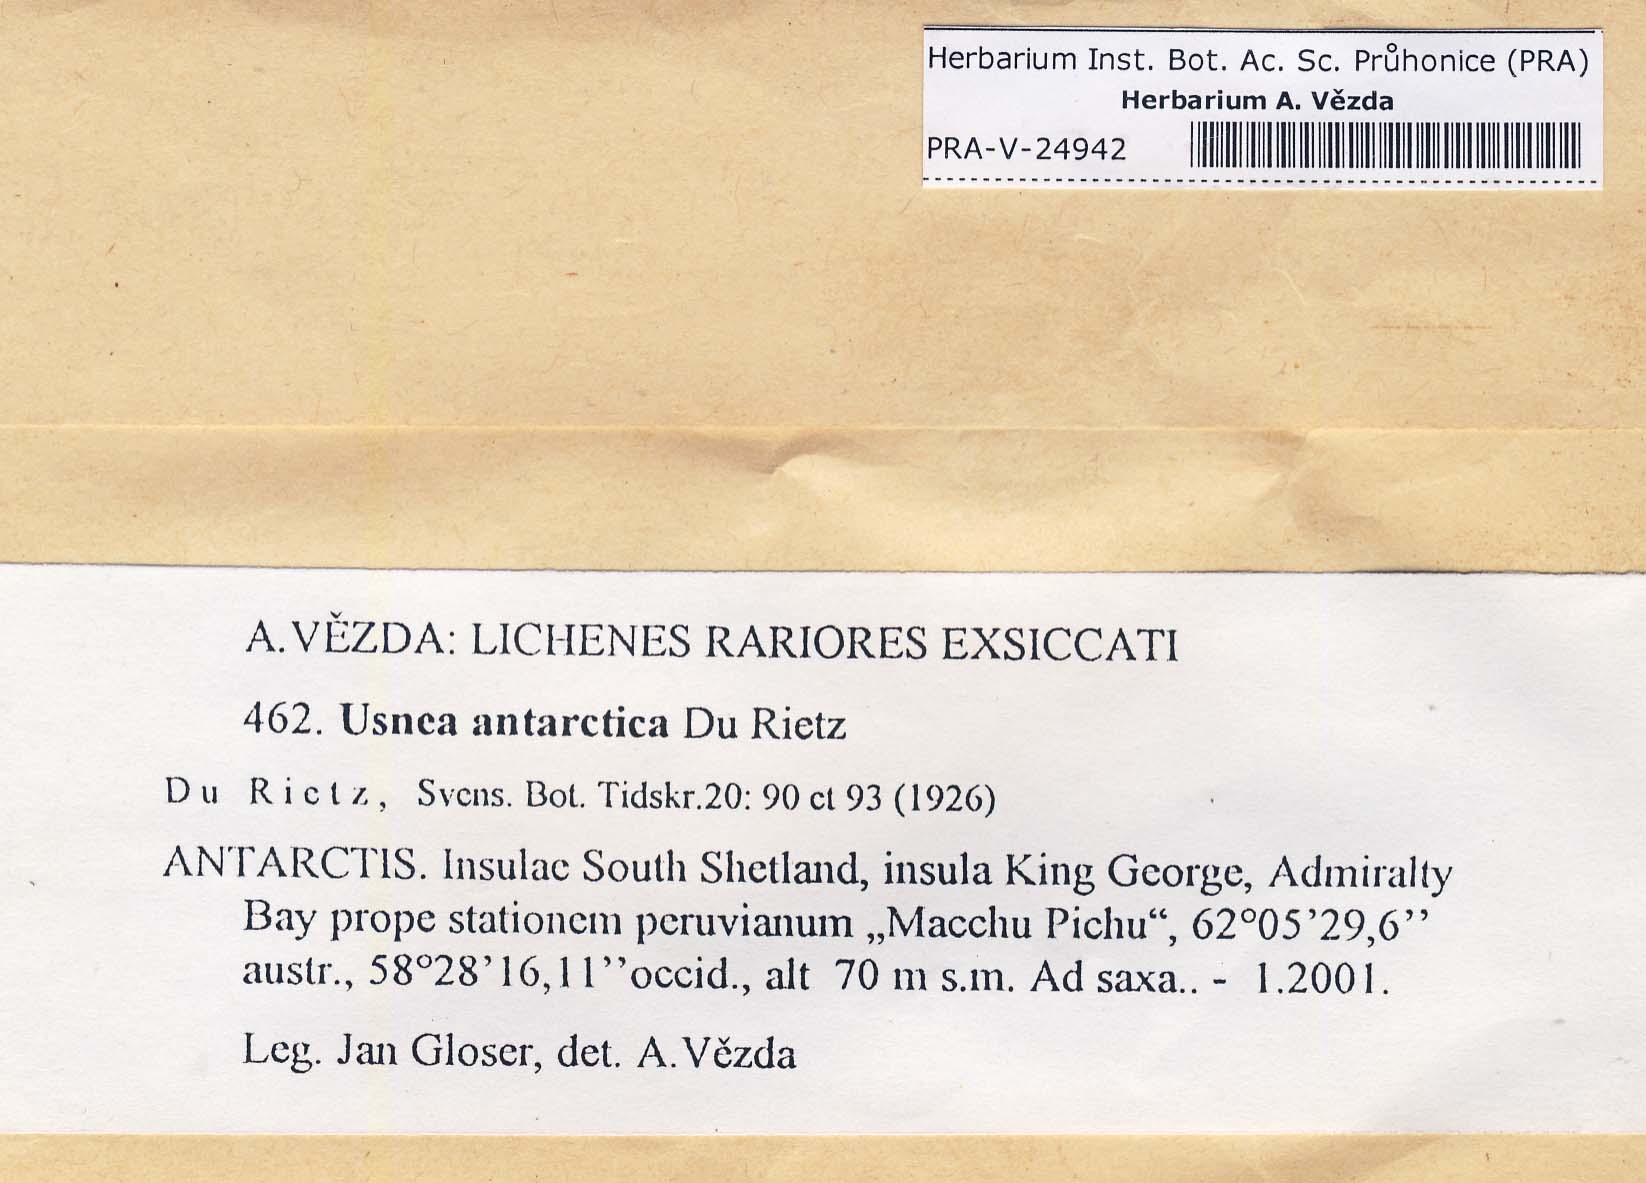 Herbarium Inst. Bot. Ac. Sc. Průhonice (PRA)
Herbarium A. Vězda
PRA-V-24942
A.VĚZDA: LICHENES RARIORES EXSICCATI
462. Usnea antarctica Du Rietz
Du Rietz, Svens. Bot. Tidskr.20: 90 et 93 (1926)
ANTARCTIS. Insulae South Shetland, insula King George, Admiralty
Bay prope stationem peruvianum „Macchu Pichu“, 62°05’29,6’’
austr., 58°28’16,11’’occid., alt 70 m s.m. Ad saxa.. - 1.2001.
Leg. Jan Gloser, det. A.Vězda